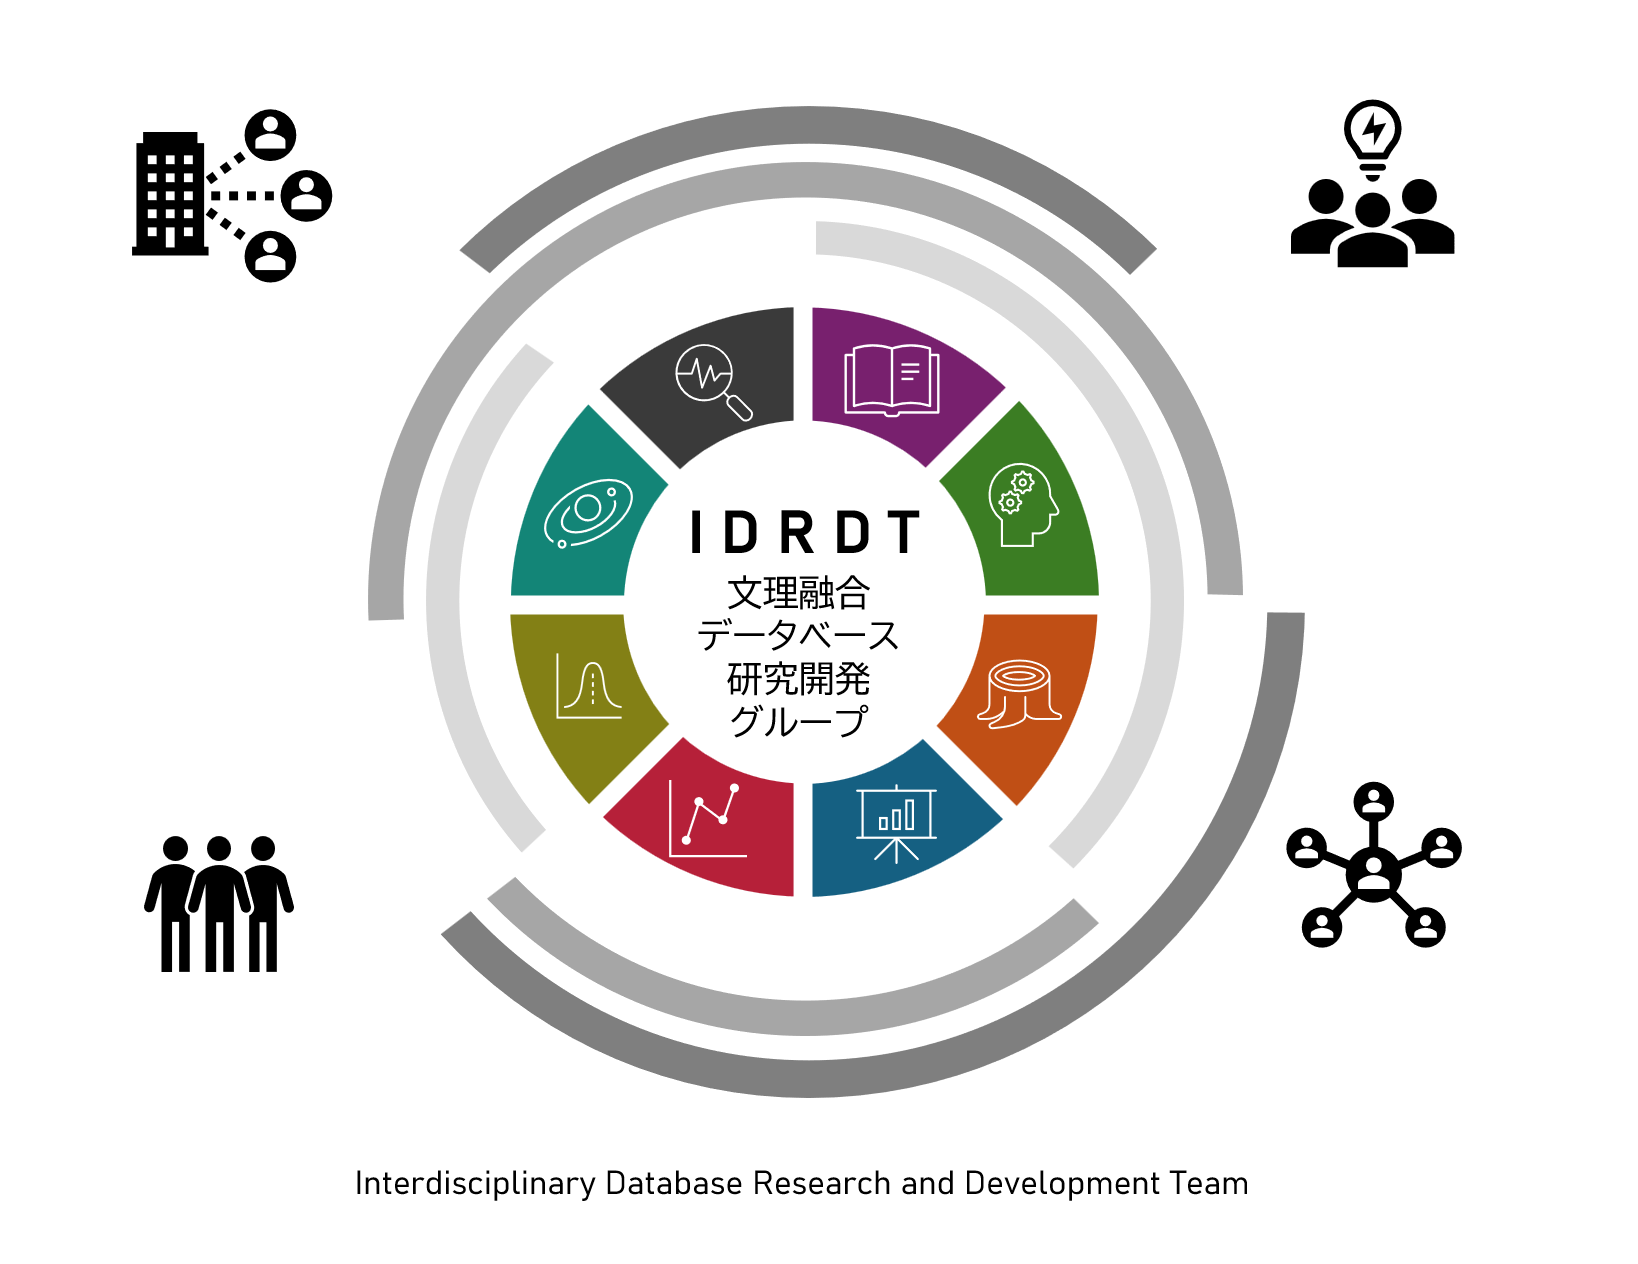 IDRDT
文理融合
データベース
研究開発
グループ
Interdisciplinary Database Research and Development Team